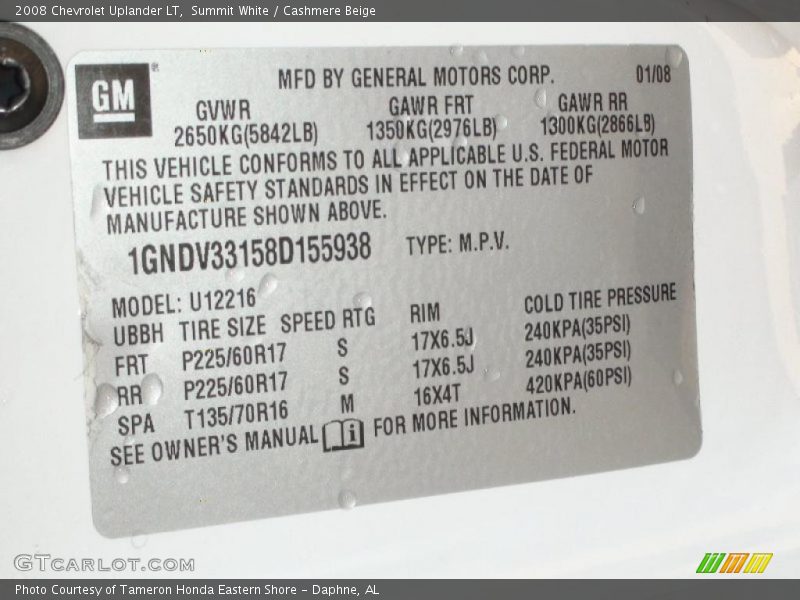 2008 Chevrolet Uplander LT, Summit White / Cashmere Beige
GM®
MFD BY GENERAL MOTORS CORP. 01/08
GVWR GAWR FRT GAWR RR
2650KG(5842LB) 1350KG(2976LB) 1300KG(2866LB)
THIS VEHICLE CONFORMS TO ALL APPLICABLE U.S. FEDERAL MOTOR
VEHICLE SAFETY STANDARDS IN EFFECT ON THE DATE OF
MANUFACTURE SHOWN ABOVE.
1GNDV33158D155938 TYPE: M.P.V.
MODEL: U12216
UBBH TIRE SIZE SPEED RTG RIM COLD TIRE PRESSURE
FRT P225/60R17 S 17X6.5J 240KPA(35PSI)
RR P225/60R17 S 17X6.5J 240KPA(35PSI)
SPA T135/70R16 M 16X4T 420KPA(60PSI)
SEE OWNER'S MANUAL i FOR MORE INFORMATION.
GTcarlot.com
Photo Courtesy of Tameron Honda Eastern Shore - Daphne, AL